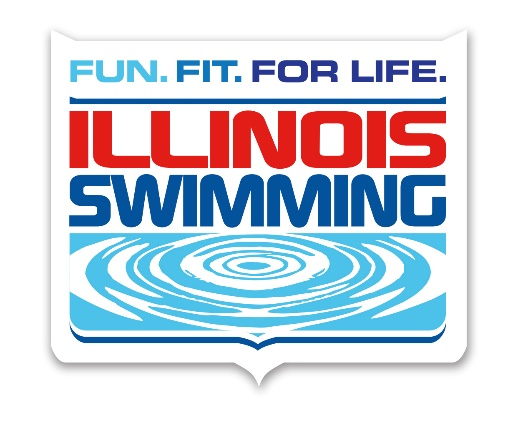 FUN. FIT. FOR LIFE.
ILLINOIS
SWIMMING